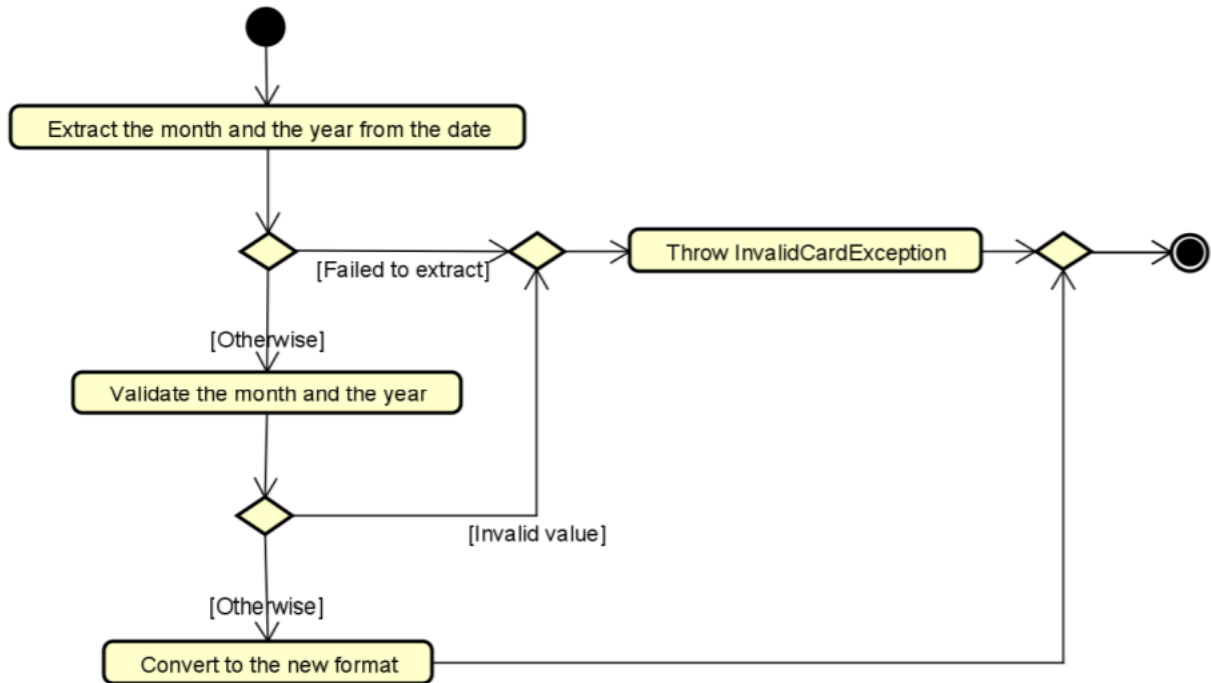 Extract the month and the year from the date
[Failed to extract]
Throw InvalidCardException
[Otherwise]
Validate the month and the year
[Invalid value]
[Otherwise]
Convert to the new format